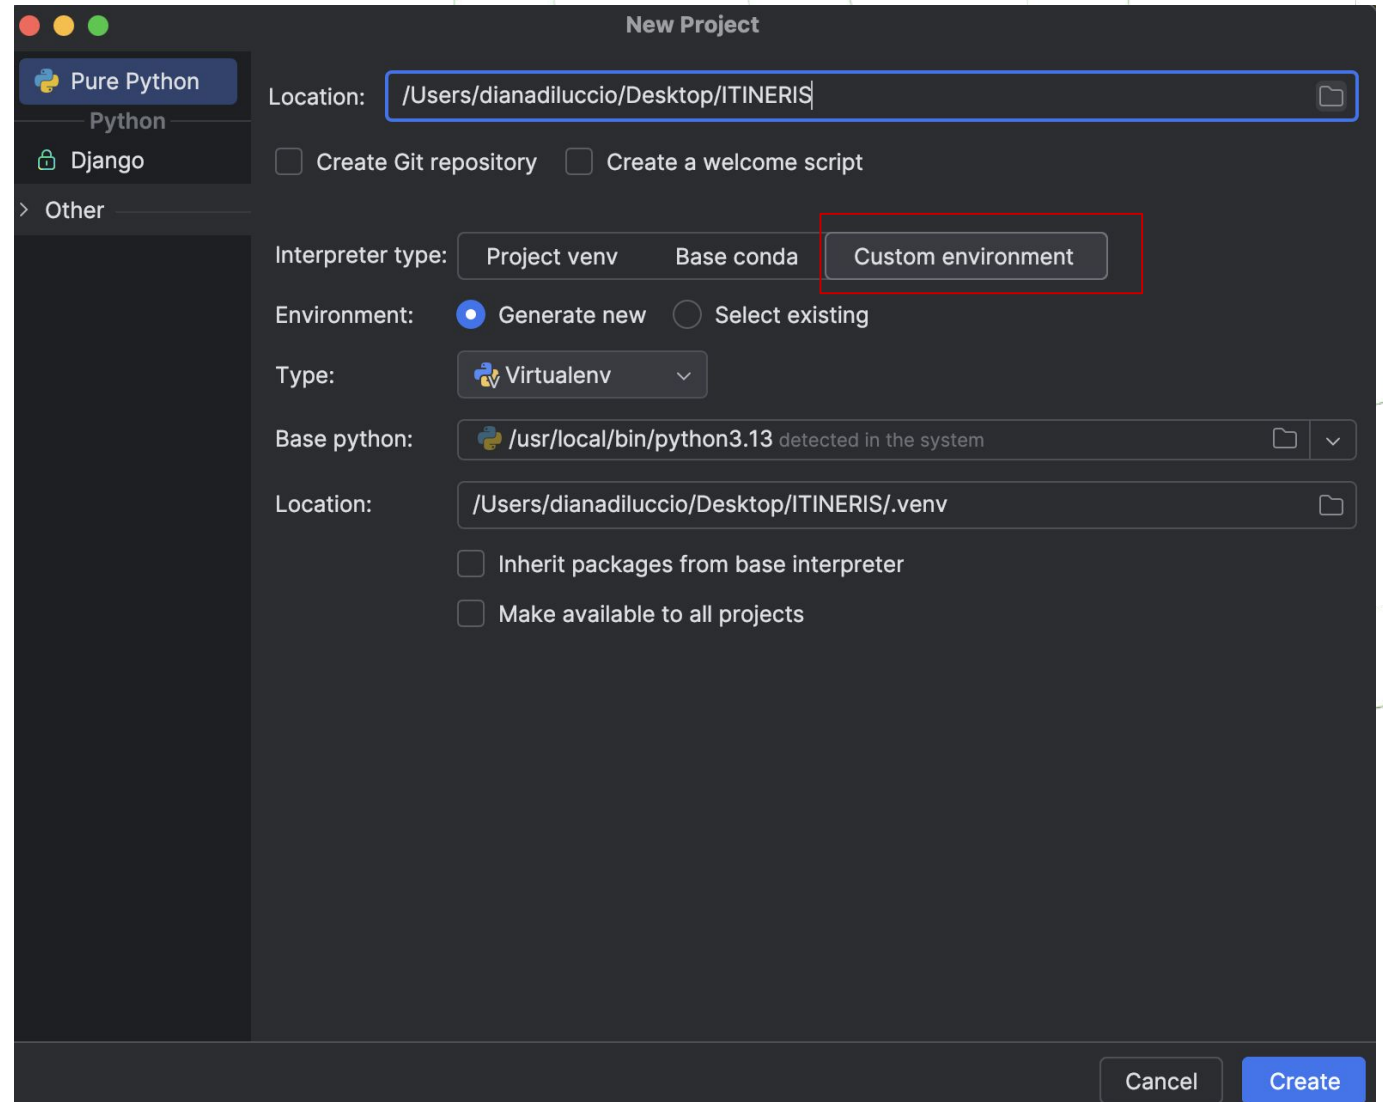 New Project
Pure Python
Python
Django
Other
Location: /Users/dianadiluccio/Desktop/ITINERIS
Create Git repository Create a welcome script
Interpreter type: Project venv Base conda Custom environment
Environment: Generate new Select existing
Type: Virtualenv
Base python: /usr/local/bin/python3.13 detected in the system
Location: /Users/dianadiluccio/Desktop/ITINERIS/.venv
Inherit packages from base interpreter
Make available to all projects
Cancel Create